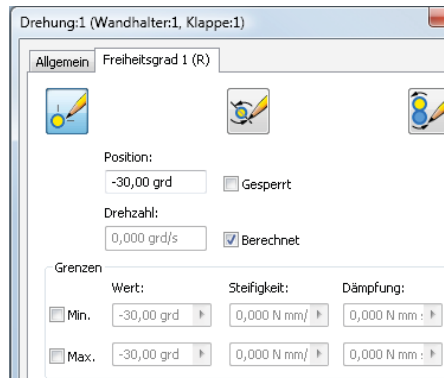 Drehung:1 (Wandhalter:1, Klappe:1)
Allgemein Freiheitsgrad 1 (R)
Position:
-30,00 grd Gesperrt
Drehzahl:
0,000 grd/s Berechnet
Grenzen
Wert: Steifigkeit: Dämpfung:
Min. -30,00 grd 0,000 N mm/ 0,000 N mm :
Max. -30,00 grd 0,000 N mm/ 0,000 N mm :